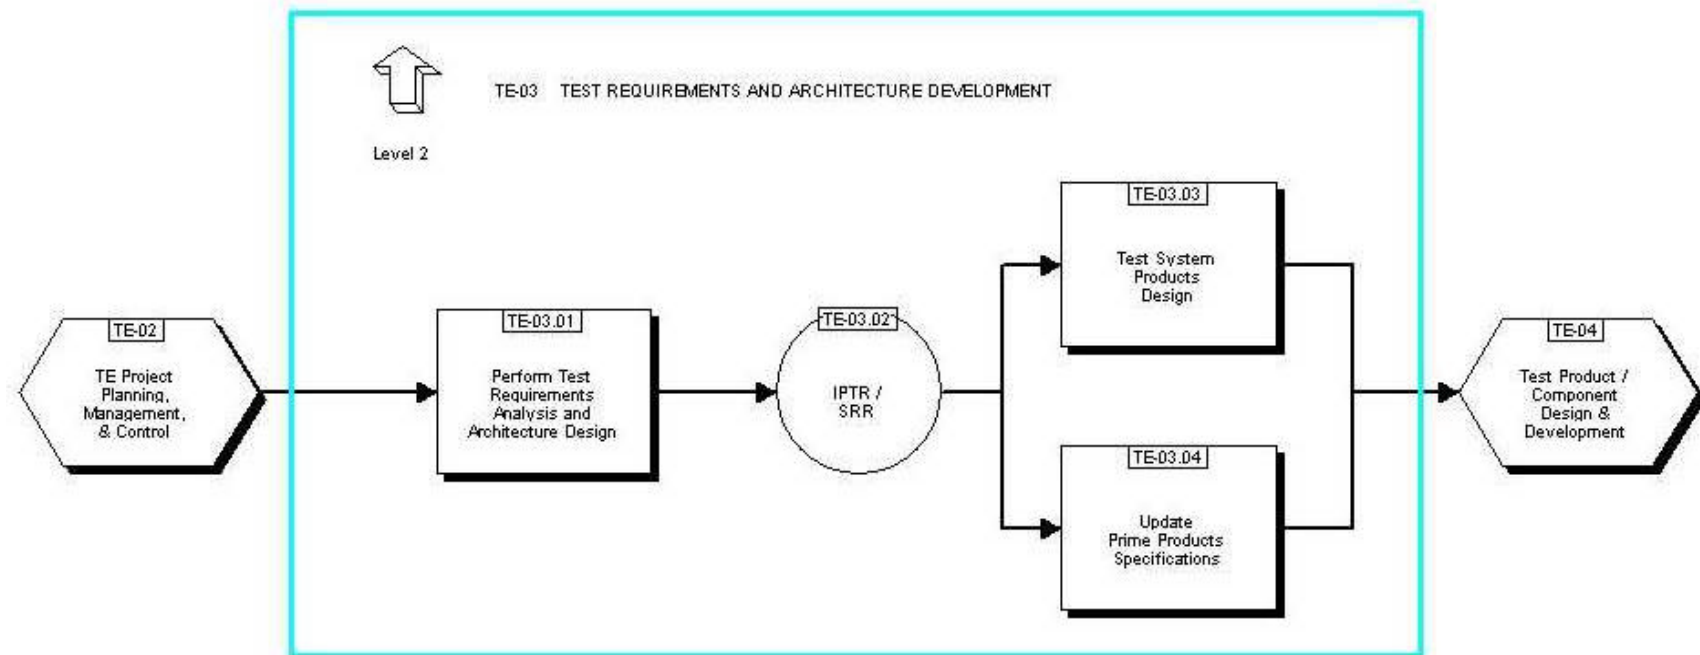 TE-03 TEST REQUIREMENTS AND ARCHITECTURE DEVELOPMENT
Level 2
TE-02
TE Project
Planning,
Management,
& Control
TE-03.01
Perform Test
Requirements
Analysis and
Architecture Design
TE-03.02
IPTR /
SRR
TE-03.03
Test System
Products
Design
TE-03.04
Update
Prime Products
Specifications
TE-04
Test Product /
Component
Design &
Development